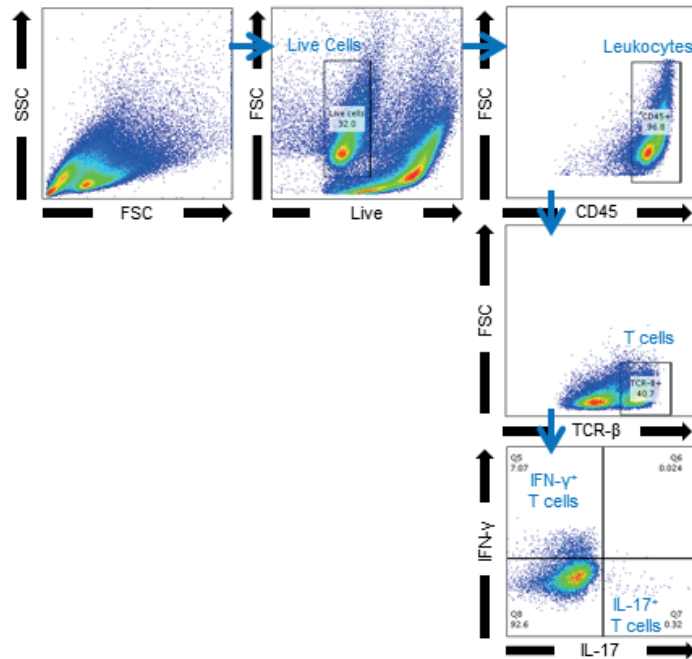 SSC
FSC
Live Cells
Live cells
32.0
FSC
Live
Leukocytes
CD45+
96.8
FSC
CD45
T cells
TCR-B+
40.7
FSC
TCR-β
Q5
7.07
Q6
0.024
IFN-γ⁺
T cells
IFN-γ
Q8
92.6
IL-17⁺
T cells
Q7
0.32
IL-17